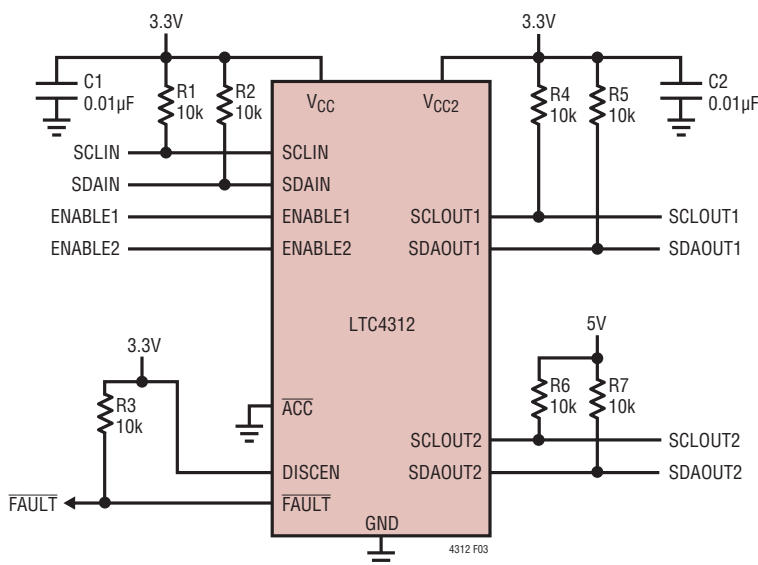 3.3V
3.3V
C1
0.01µF
R1
10k
R2
10k
VCC
VCC2
R4
10k
R5
10k
C2
0.01µF
SCLIN
SCLIN
SDAIN
SDAIN
ENABLE1
ENABLE1
SCLOUT1
SCLOUT1
ENABLE2
ENABLE2
SDAOUT1
SDAOUT1
LTC4312
3.3V
5V
R3
10k
ACC
R6
10k
R7
10k
SCLOUT2
SCLOUT2
DISCEN
SDAOUT2
SDAOUT2
FAULT
FAULT
GND
4312 F03